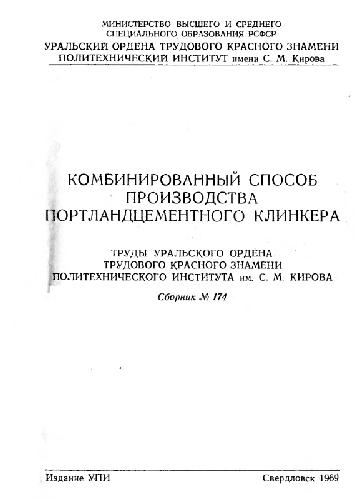 МИНИСТЕРСТВО ВЫСШЕГО И СРЕДНЕГО
СПЕЦИАЛЬНОГО ОБРАЗОВАНИЯ РСФСР
УРАЛЬСКИЙ ОРДЕНА ТРУДОВОГО КРАСНОГО ЗНАМЕНИ
ПОЛИТЕХНИЧЕСКИЙ ИНСТИТУТ имени С. М. Кирова
КОМБИНИРОВАННЫЙ СПОСОБ
ПРОИЗВОДСТВА
ПОРТЛАНДЦЕМЕНТНОГО КЛИНКЕРА
ТРУДЫ УРАЛЬСКОГО ОРДЕНА
ТРУДОВОГО КРАСНОГО ЗНАМЕНИ
ПОЛИТЕХНИЧЕСКОГО ИНСТИТУТА им. С. М. КИРОВА
Сборник № 174
Издание УПИ Свердловск 1969